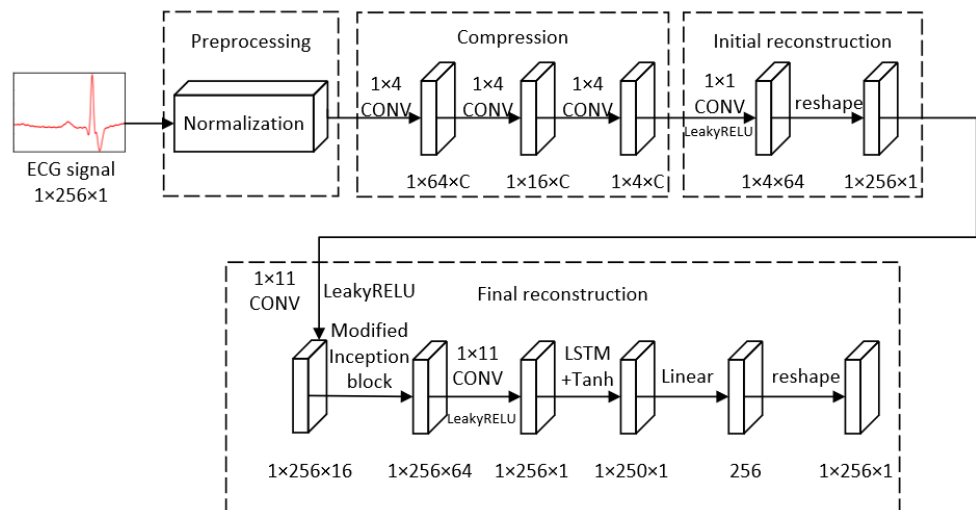 Preprocessing
Compression
Initial reconstruction
Normalization
ECG signal
1×256×1
1×4
CONV
1×4
CONV
1×4
CONV
1×64×C
1×16×C
1×4×C
1×1
CONV
LeakyRELU
reshape
1×4×64
1×256×1
1×11
CONV
LeakyRELU
Final reconstruction
Modified
Inception
block
1×11
CONV
LeakyRELU
LSTM
+Tanh
Linear
reshape
1×256×16
1×256×64
1×256×1
1×250×1
256
1×256×1